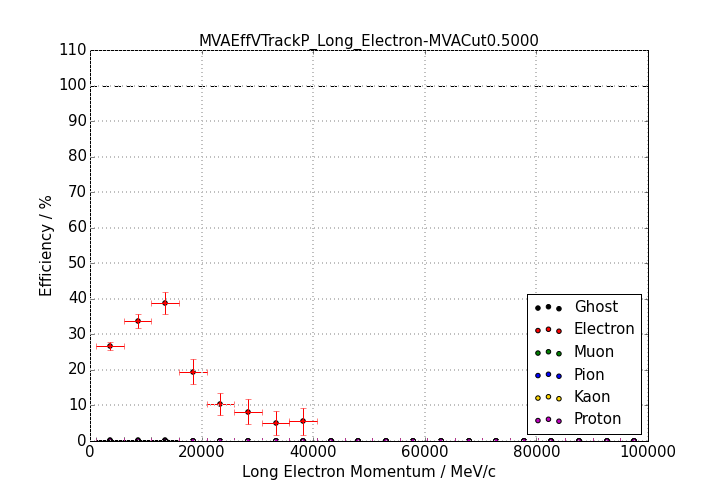 MVAEffVTrackP_Long_Electron-MVACut0.5000
110
100
90
80
70
60
50
40
30
20
10
0
Efficiency / %
Ghost
Electron
Muon
Pion
Kaon
Proton
0 20000 40000 60000 80000 100000
Long Electron Momentum / MeV/c